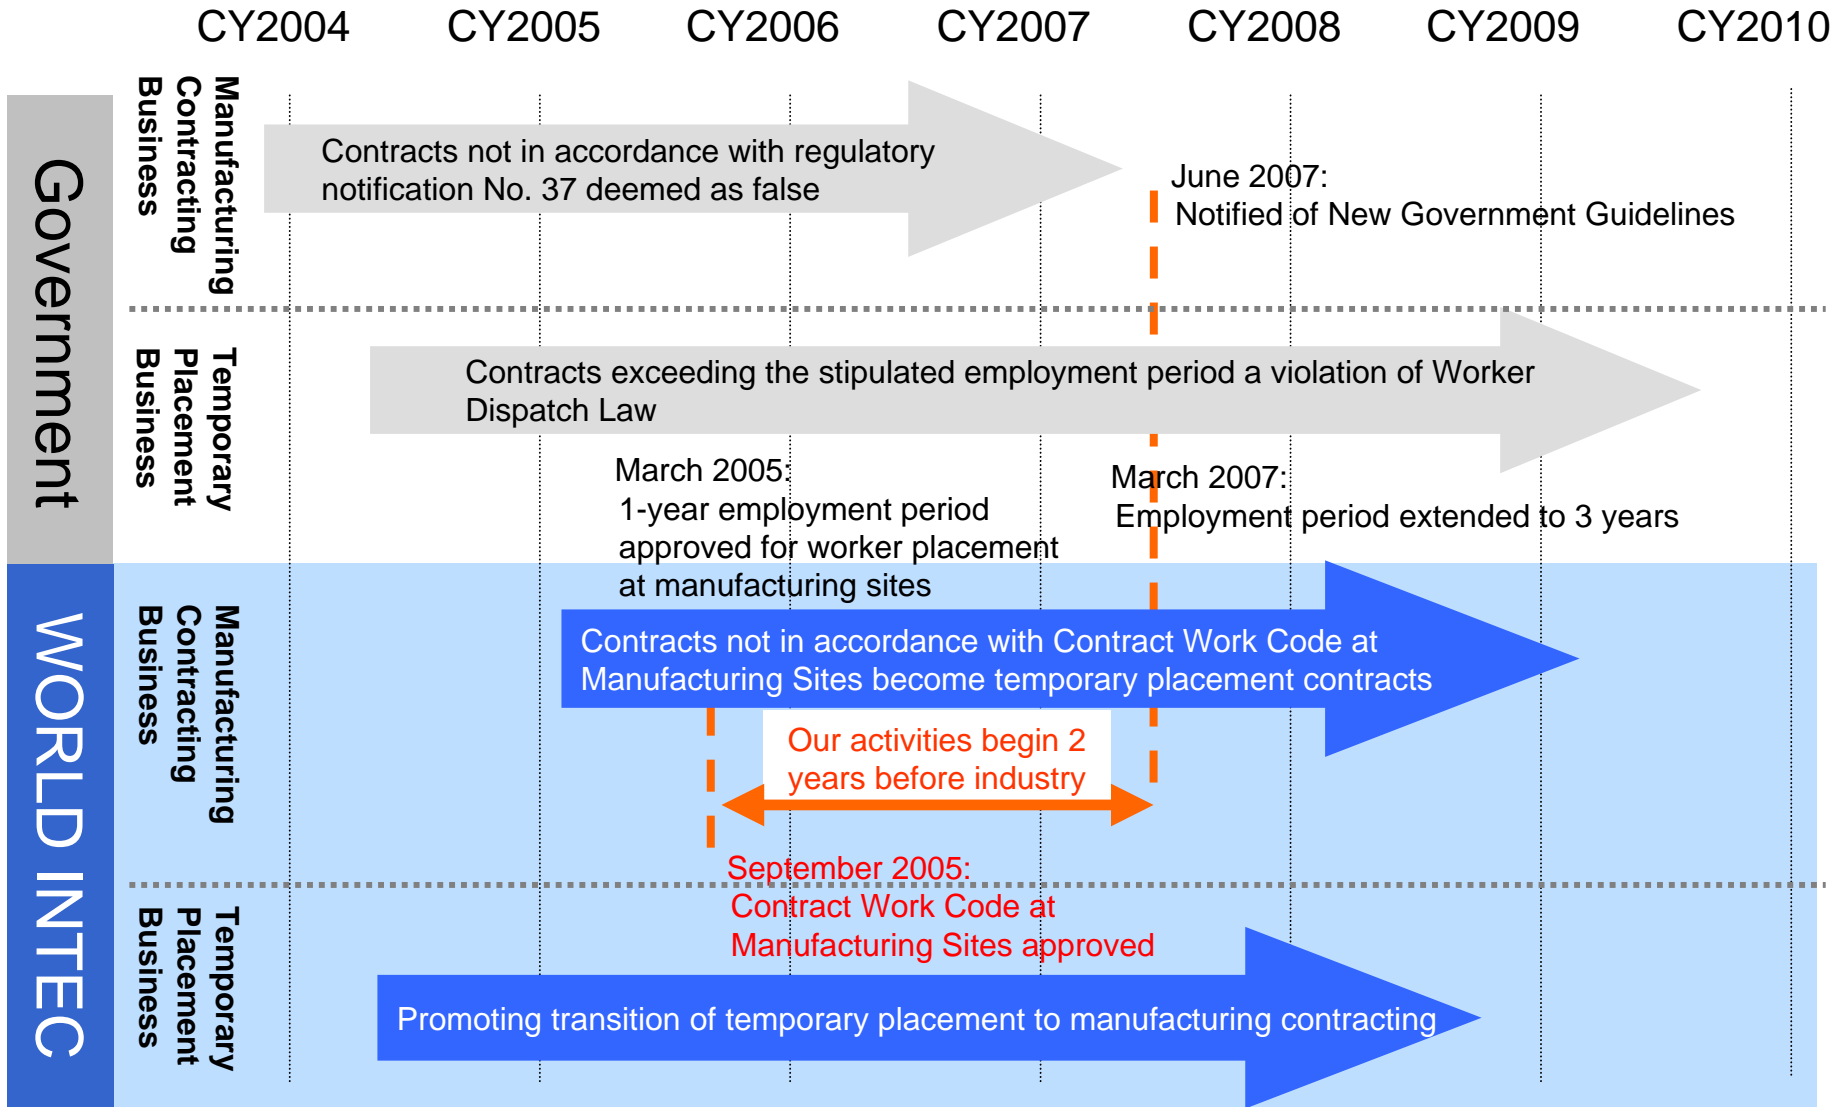 CY2004 CY2005 CY2006 CY2007 CY2008 CY2009 CY2010
Government
Manufacturing
Contracting
Business
Contracts not in accordance with regulatory
notification No. 37 deemed as false
June 2007:
Notified of New Government Guidelines
Temporary
Placement
Business
Contracts exceeding the stipulated employment period a violation of Worker
Dispatch Law
March 2005:
1-year employment period
approved for worker placement
at manufacturing sites
March 2007:
Employment period extended to 3 years
WORLD INTEC
Manufacturing
Contracting
Business
Contracts not in accordance with Contract Work Code at
Manufacturing Sites become temporary placement contracts
Our activities begin 2
years before industry
September 2005:
Contract Work Code at
Manufacturing Sites approved
Temporary
Placement
Business
Promoting transition of temporary placement to manufacturing contracting